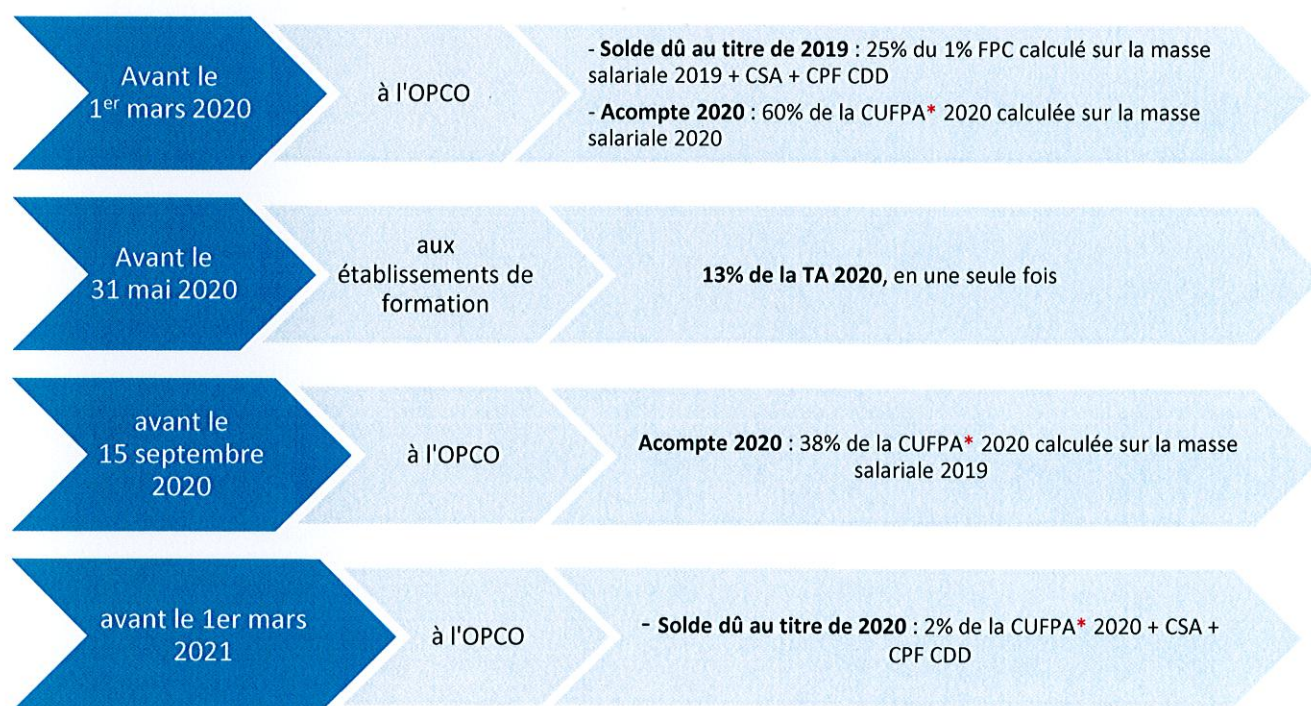 Avant le
1er mars 2020
à l'OPCO
- Solde dû au titre de 2019 : 25% du 1% FPC calculé sur la masse
salariale 2019 + CSA + CPF CDD
- Acompte 2020 : 60% de la CUFPA* 2020 calculée sur la masse
salariale 2020
Avant le
31 mai 2020
aux
établissements de
formation
13% de la TA 2020, en une seule fois
avant le
15 septembre
2020
à l'OPCO
Acompte 2020 : 38% de la CUFPA* 2020 calculée sur la masse
salariale 2019
avant le 1er mars
2021
à l'OPCO
- Solde dû au titre de 2020 : 2% de la CUFPA* 2020 + CSA +
CPF CDD